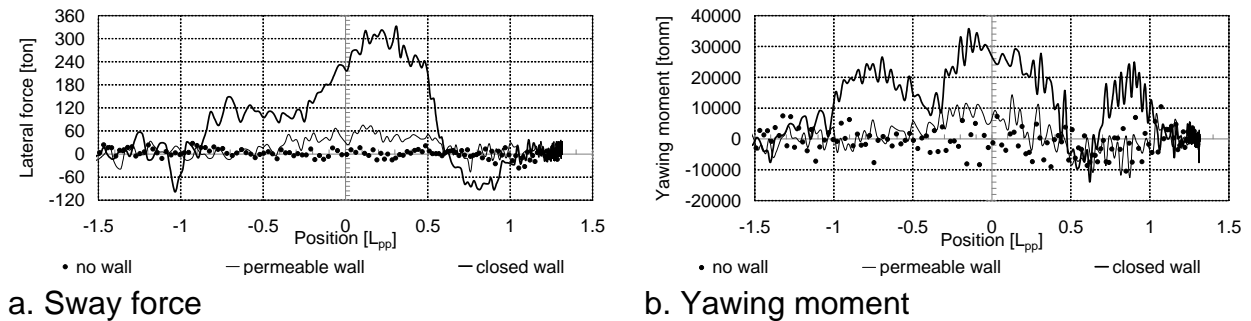 360
300
240
180
120
60
0
-60
-120
Lateral force [ton]
-1.5 -1 -0.5 0 0.5 1 1.5
Position [Lpp]
no wall permeable wall closed wall
a. Sway force
40000
30000
20000
10000
0
-10000
-20000
Yawing moment [tonm]
-1.5 -1 -0.5 0 0.5 1 1.5
Position [Lpp]
no wall permeable wall closed wall
b. Yawing moment